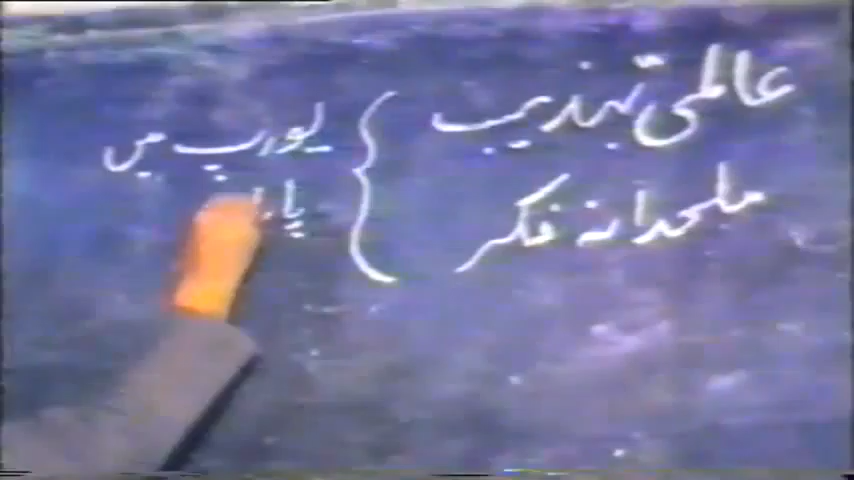 عالمی تہذیب
ملحدانہ فکر
یورپ میں